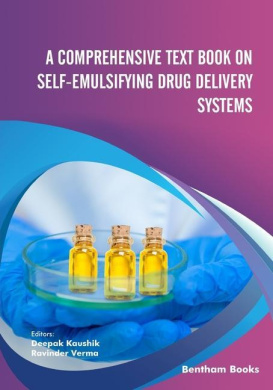 A COMPREHENSIVE TEXT BOOK ON
SELF-EMULSIFYING DRUG DELIVERY
SYSTEMS
Editors:
Deepak Kaushik
Ravinder Verma
Bentham Books